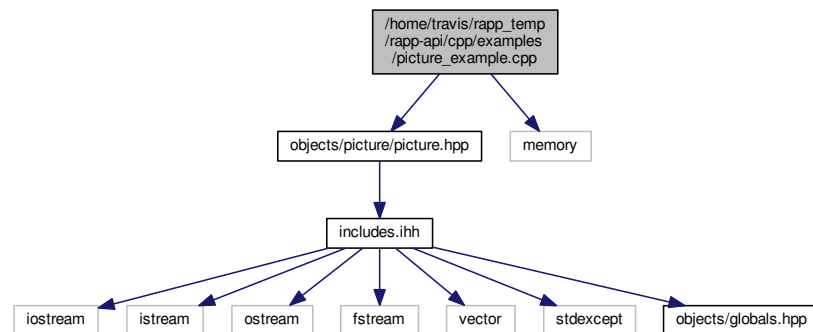 /home/travis/rapp_temp
/rapp-api/cpp/examples
/picture_example.cpp
objects/picture/picture.hpp
memory
includes.ihh
iostream
istream
ostream
fstream
vector
stdexcept
objects/globals.hpp